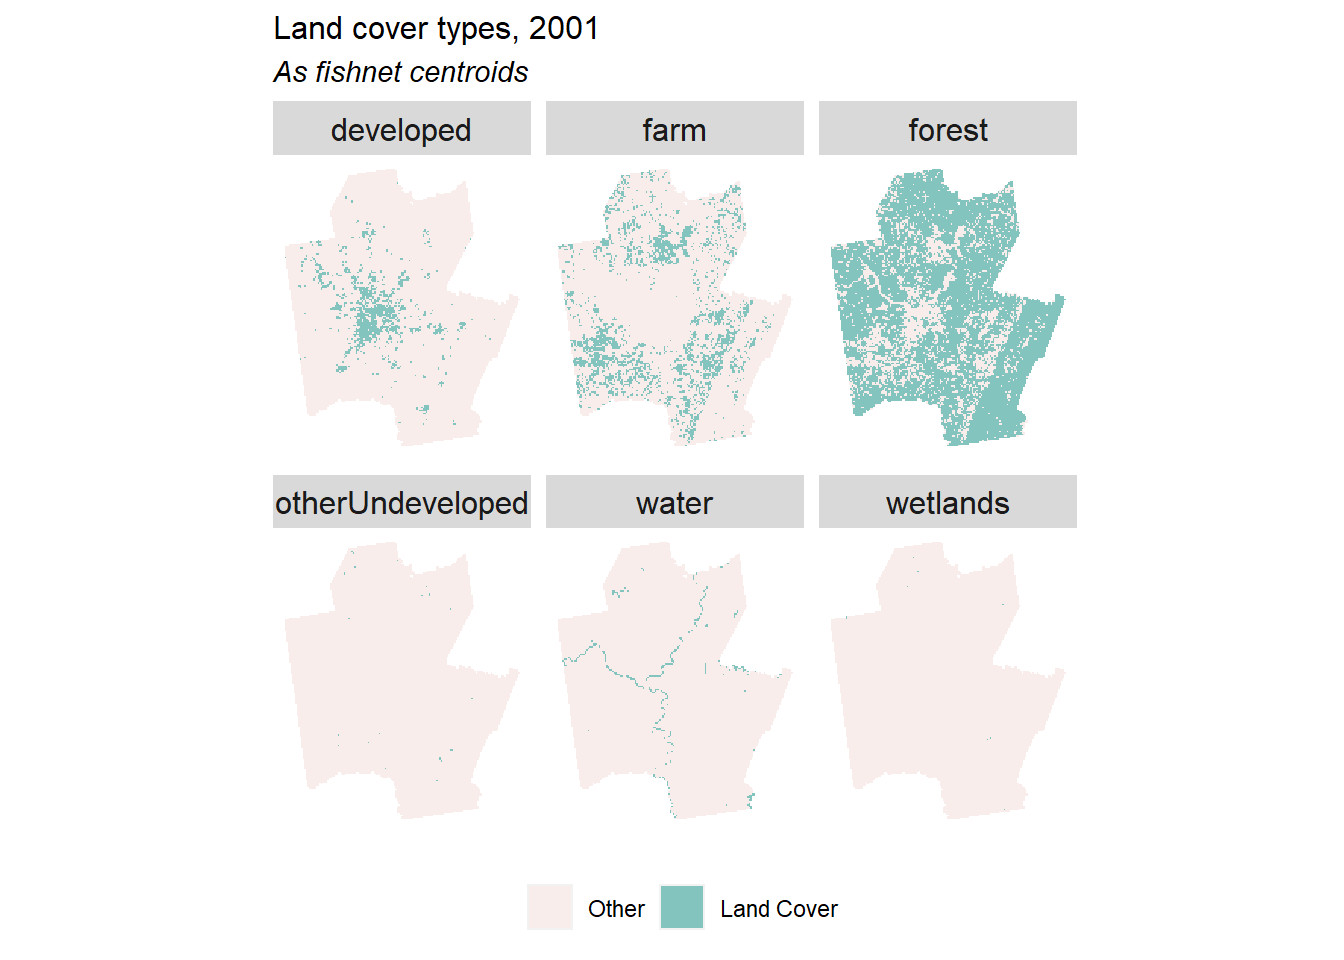 Land cover types, 2001
As fishnet centroids
developed
farm
forest
otherUndeveloped
water
wetlands
Other
Land Cover